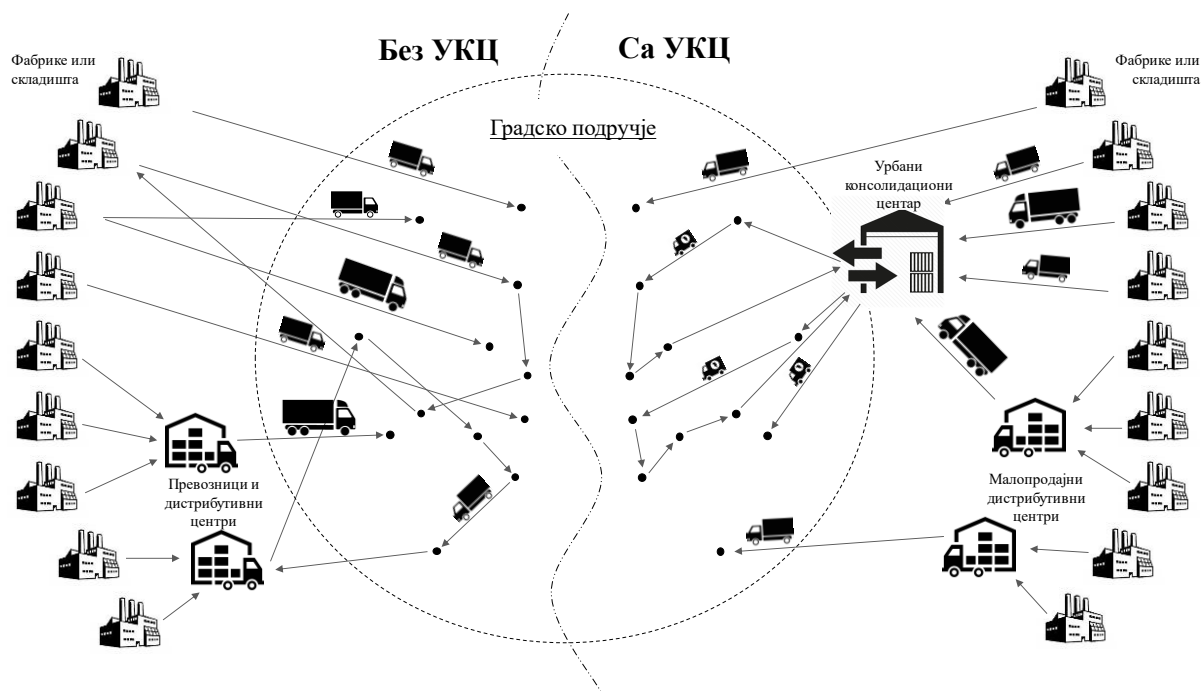 Без УКЦ
Са УКЦ
Фабрике или
складишта
Фабрике или
складишта
Градско подручје
Урбани
консолидациони
центар
Превозници и
дистрибутивни
центри
Малопродајни
дистрибутивни
центри